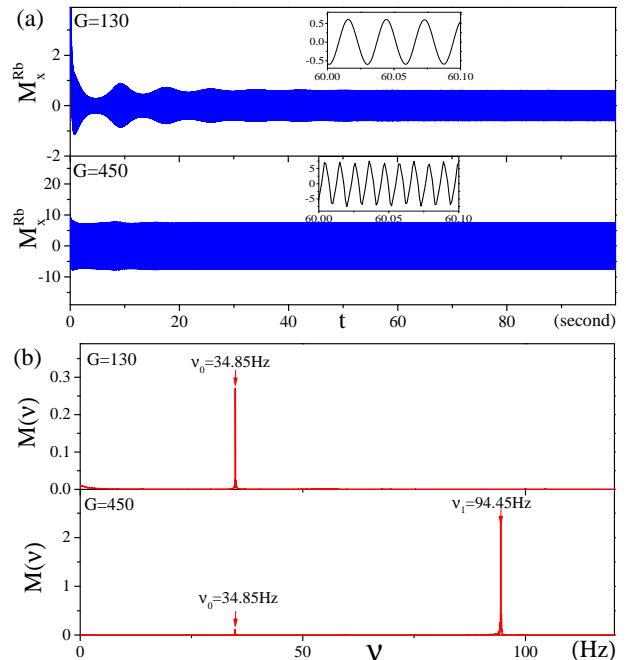 (a)
G=130
M_x^Rb
2
0
-2
0.5
0.0
-0.5
60.00 60.05 60.10
G=450
M_x^Rb
20
10
0
-10
5
0
-5
60.00 60.05 60.10
0 20 40 t 60 80 (second)
(b)
G=130
ν₀=34.85Hz
M(ν)
0.3
0.2
0.1
0.0
G=450
ν₁=94.45Hz
M(ν)
2
1
0
ν₀=34.85Hz
0 50 ν 100 (Hz)